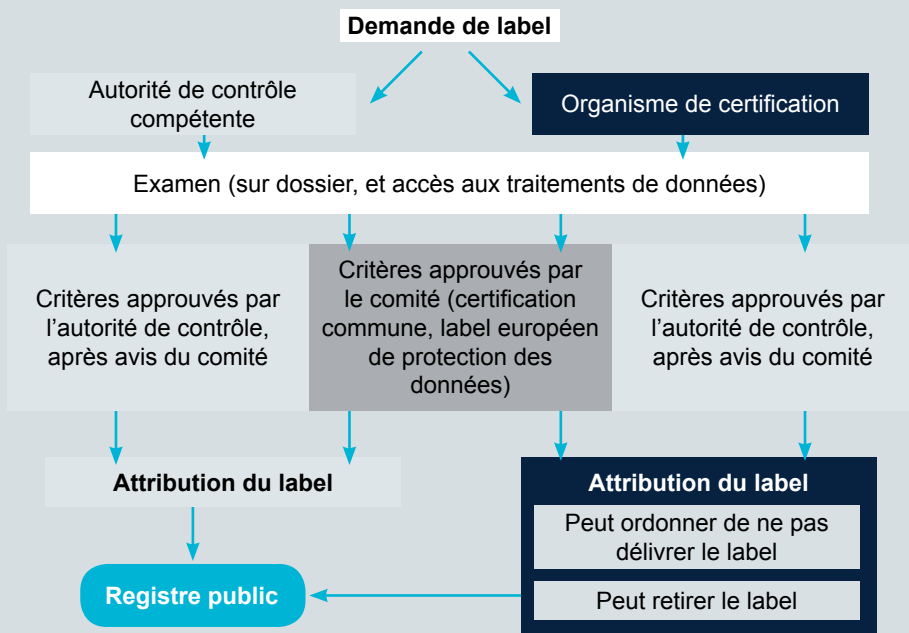 Demande de label
Autorité de contrôle
compétente
Organisme de certification
Examen (sur dossier, et accès aux traitements de données)
Critères approuvés par
l'autorité de contrôle,
après avis du comité
Critères approuvés par
le comité (certification
commune, label européen
de protection des
données)
Critères approuvés par
l'autorité de contrôle,
après avis du comité
Attribution du label
Attribution du label
Peut ordonner de ne pas
délivrer le label
Peut retirer le label
Registre public